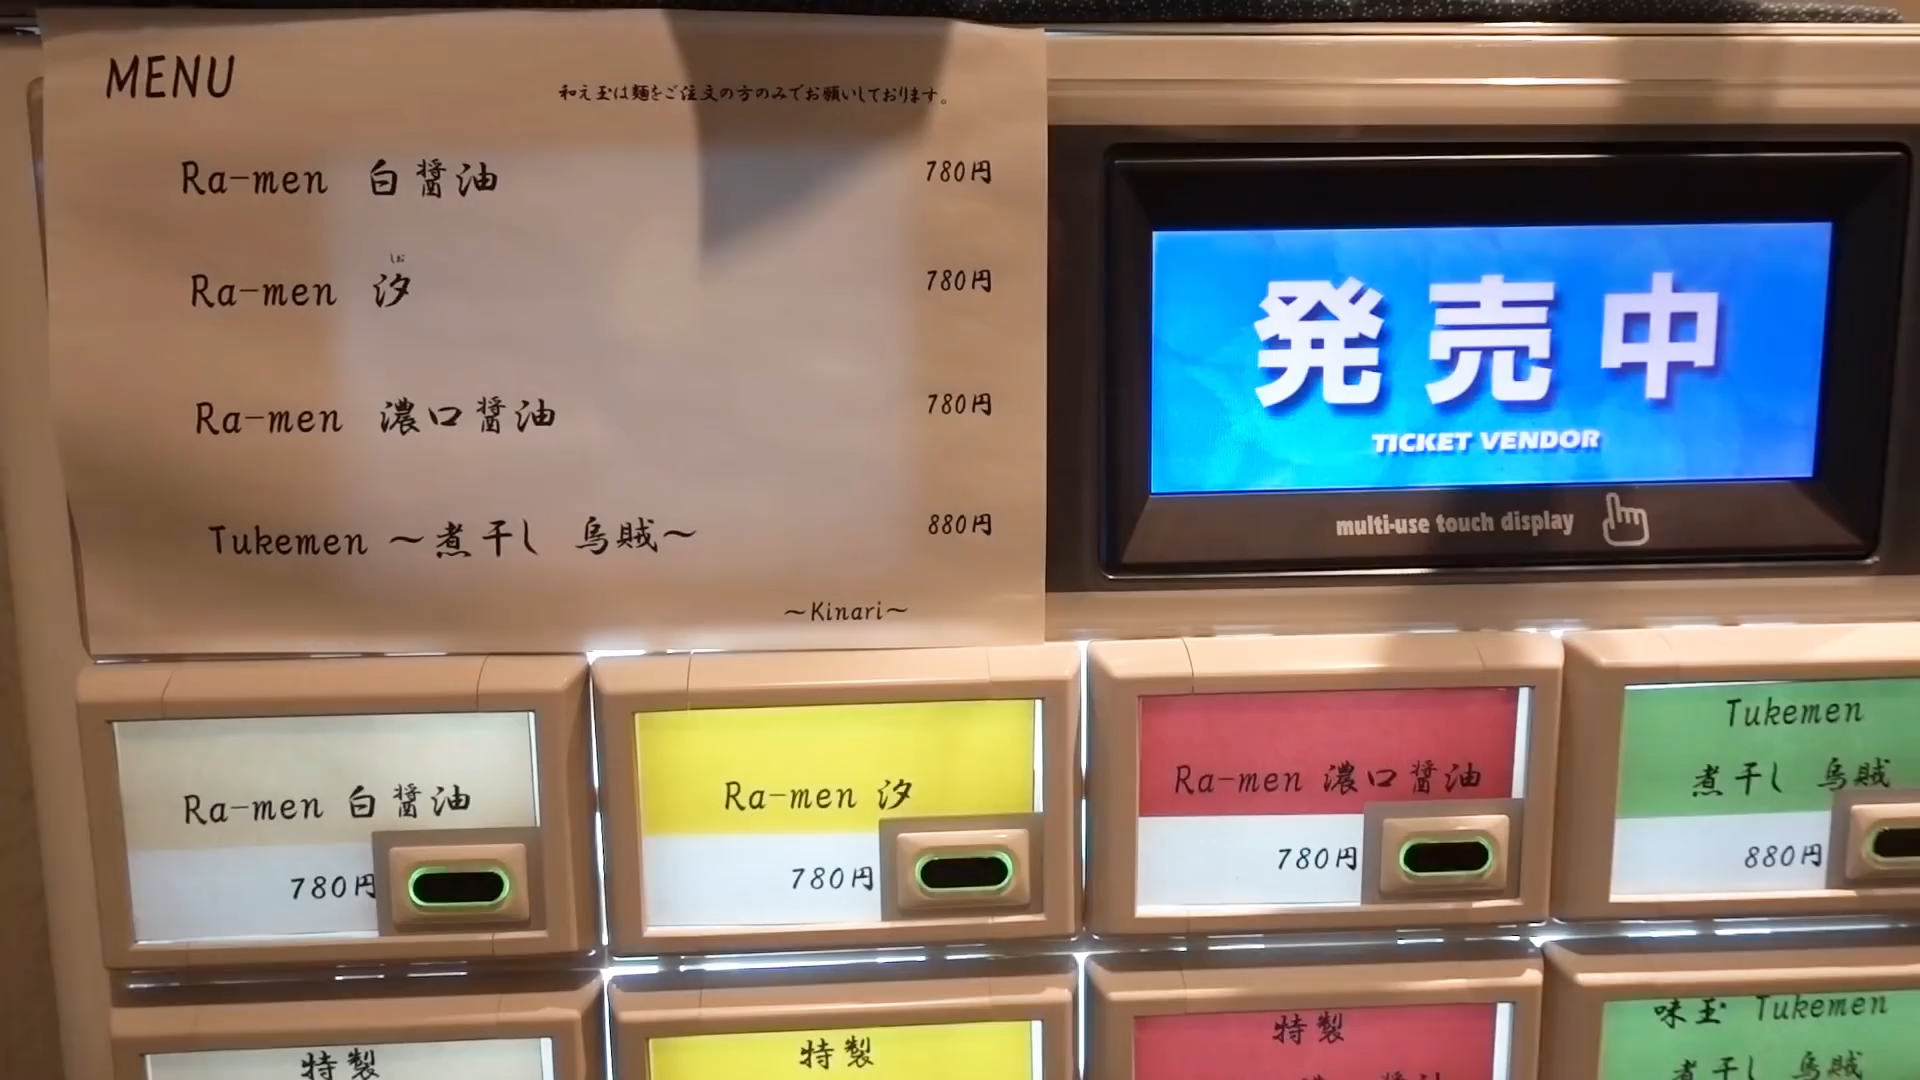 MENU
和え玉は麺をご注文の方のみでお願いしております。
Ra-men 白醤油 780円
しお
Ra-men 汐 780円
Ra-men 濃口醤油 780円
Tukemen ～煮干し 烏賊～ 880円
～Kinari～
発売中
TICKET VENDOR
multi-use touch display
Ra-men 白醤油
780円
Ra-men 汐
780円
Ra-men 濃口醤油
780円
Tukemen
煮干し 烏賊
880円
特製
特製
特製
味玉 Tukemen
煮干し 烏賊